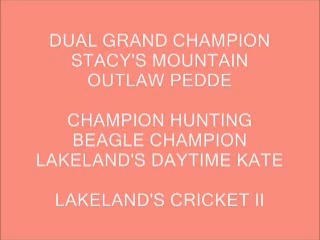 DUAL GRAND CHAMPION
STACY'S MOUNTAIN
OUTLAW PEDDE
CHAMPION HUNTING
BEAGLE CHAMPION
LAKELAND'S DAYTIME KATE
LAKELAND'S CRICKET II